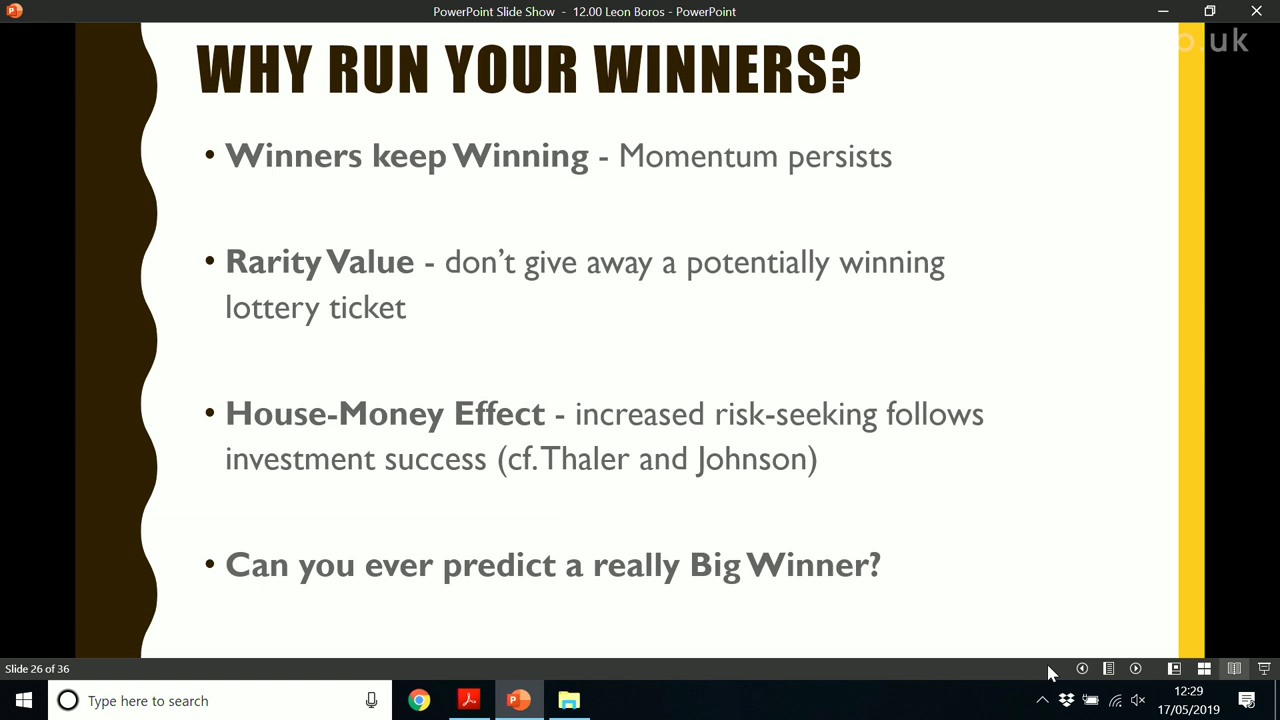 PowerPoint Slide Show - 12.00 Leon Boros - PowerPoint
o.uk
WHY RUN YOUR WINNERS?
• Winners keep Winning - Momentum persists
• Rarity Value - don't give away a potentially winning
lottery ticket
• House-Money Effect - increased risk-seeking follows
investment success (cf. Thaler and Johnson)
• Can you ever predict a really Big Winner?
Slide 26 of 36
Type here to search
12:29
17/05/2019